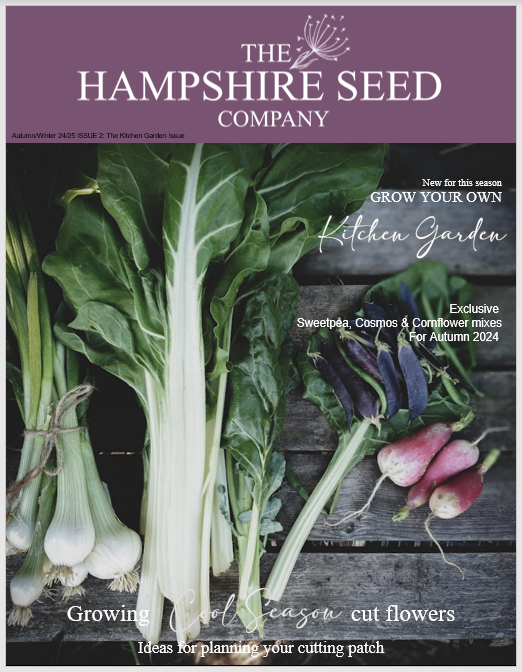 THE
HAMPSHIRE SEED
COMPANY
Autumn/Winter 24/25 ISSUE 2: The Kitchen Garden Issue
New for this season
GROW YOUR OWN
Kitchen Garden
Exclusive
Sweetpea, Cosmos & Cornflower mixes
For Autumn 2024
Growing Cool Season cut flowers
Ideas for planning your cutting patch